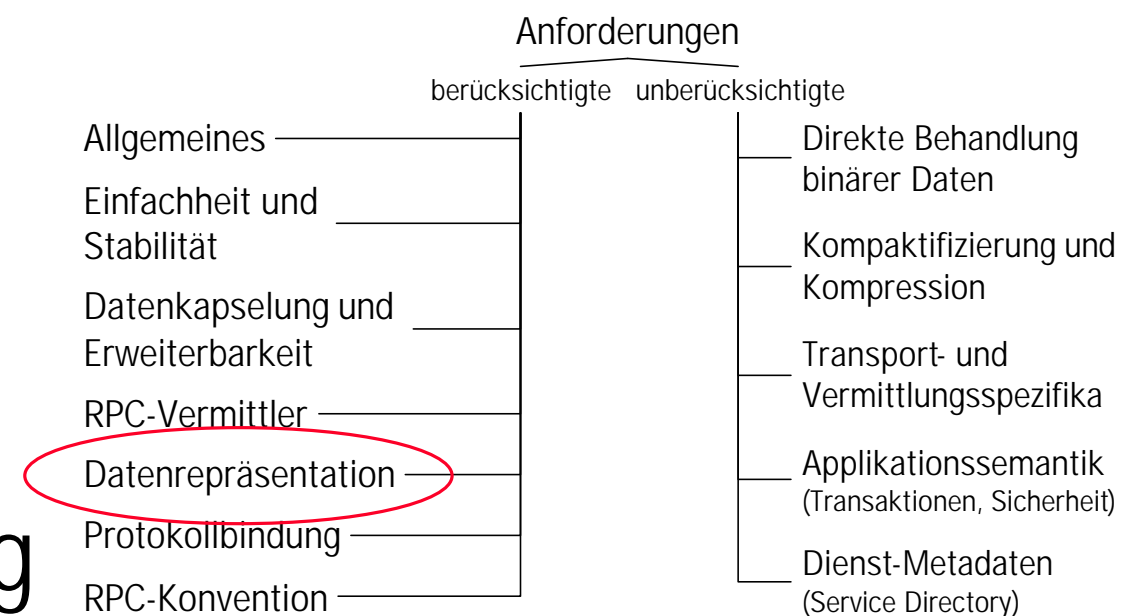 Anforderungen
berücksichtigte unberücksichtigte
Allgemeines
Einfachheit und
Stabilität
Datenkapselung und
Erweiterbarkeit
RPC-Vermittler
Datenrepräsentation
Protokollbindung
RPC-Konvention
Direkte Behandlung
binärer Daten
Kompaktifizierung und
Kompression
Transport- und
Vermittlungsspezifika
Applikationssemantik
(Transaktionen, Sicherheit)
Dienst-Metadaten
(Service Directory)
g